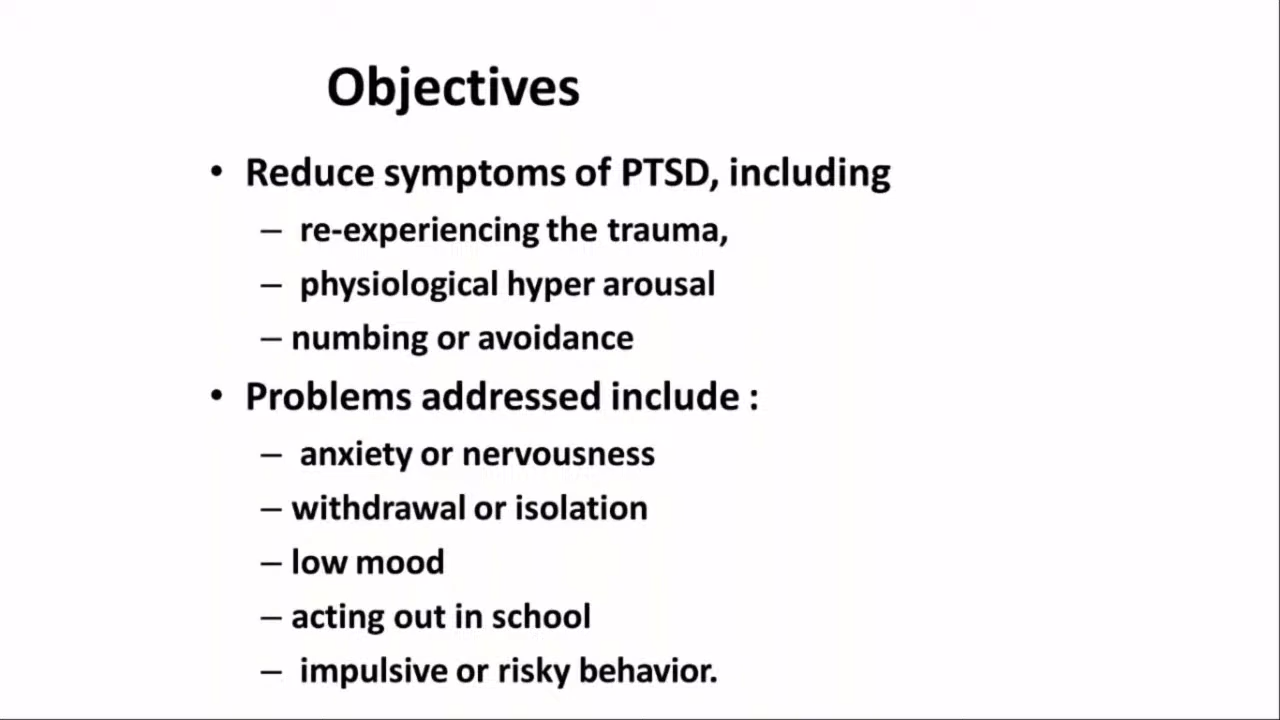 Objectives
• Reduce symptoms of PTSD, including
– re-experiencing the trauma,
– physiological hyper arousal
– numbing or avoidance
• Problems addressed include :
– anxiety or nervousness
– withdrawal or isolation
– low mood
– acting out in school
– impulsive or risky behavior.